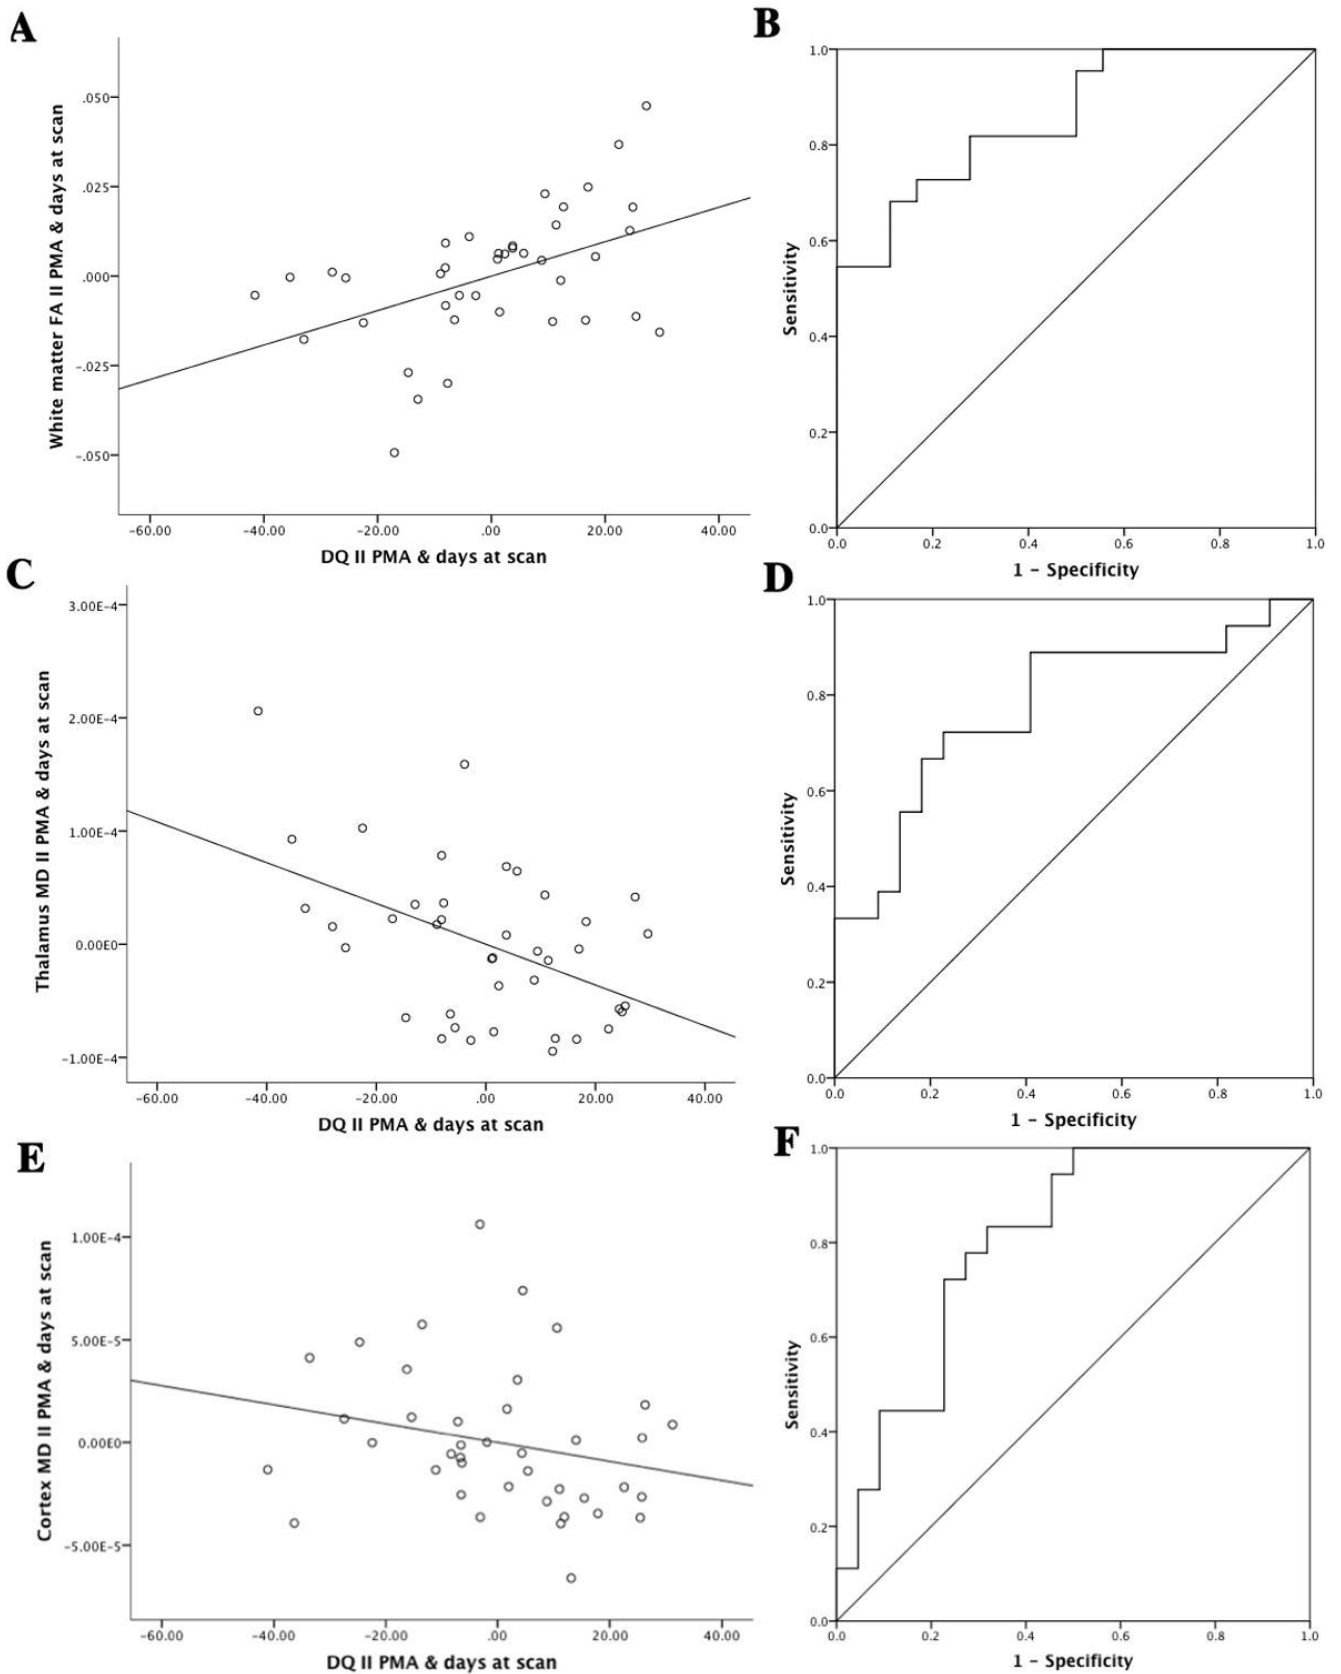 A
White matter FA II PMA & days at scan
.050
.025
.000
-.025
-.050
-60.00 -40.00 -20.00 .00 20.00 40.00
DQ II PMA & days at scan
B
Sensitivity
1.0
0.8
0.6
0.4
0.2
0.0
0.0 0.2 0.4 0.6 0.8 1.0
1 - Specificity
C
Thalamus MD II PMA & days at scan
3.00E-4
2.00E-4
1.00E-4
0.00E0
-1.00E-4
-60.00 -40.00 -20.00 .00 20.00 40.00
DQ II PMA & days at scan
D
Sensitivity
1.0
0.8
0.6
0.4
0.2
0.0
0.0 0.2 0.4 0.6 0.8 1.0
1 - Specificity
E
Cortex MD II PMA & days at scan
1.00E-4
5.00E-5
0.00E0
-5.00E-5
-60.00 -40.00 -20.00 .00 20.00 40.00
DQ II PMA & days at scan
F
Sensitivity
1.0
0.8
0.6
0.4
0.2
0.0
0.0 0.2 0.4 0.6 0.8 1.0
1 - Specificity